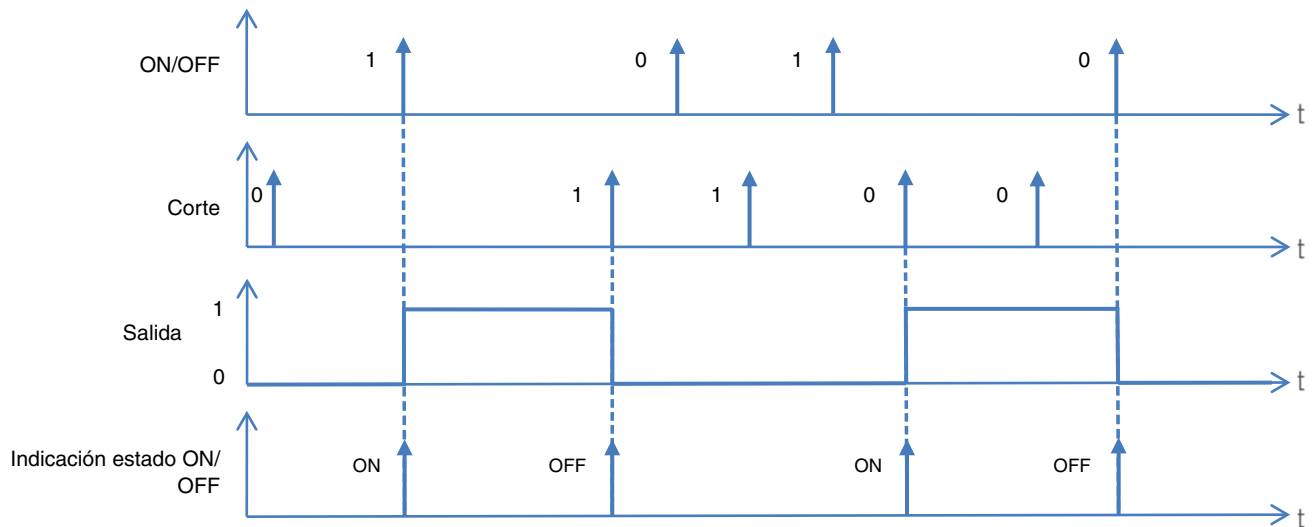 ON/OFF 1 0 1 0 t
Corte 0 1 1 0 0 t
1
Salida
0 t
Indicación estado ON/ ON OFF ON OFF
OFF
t